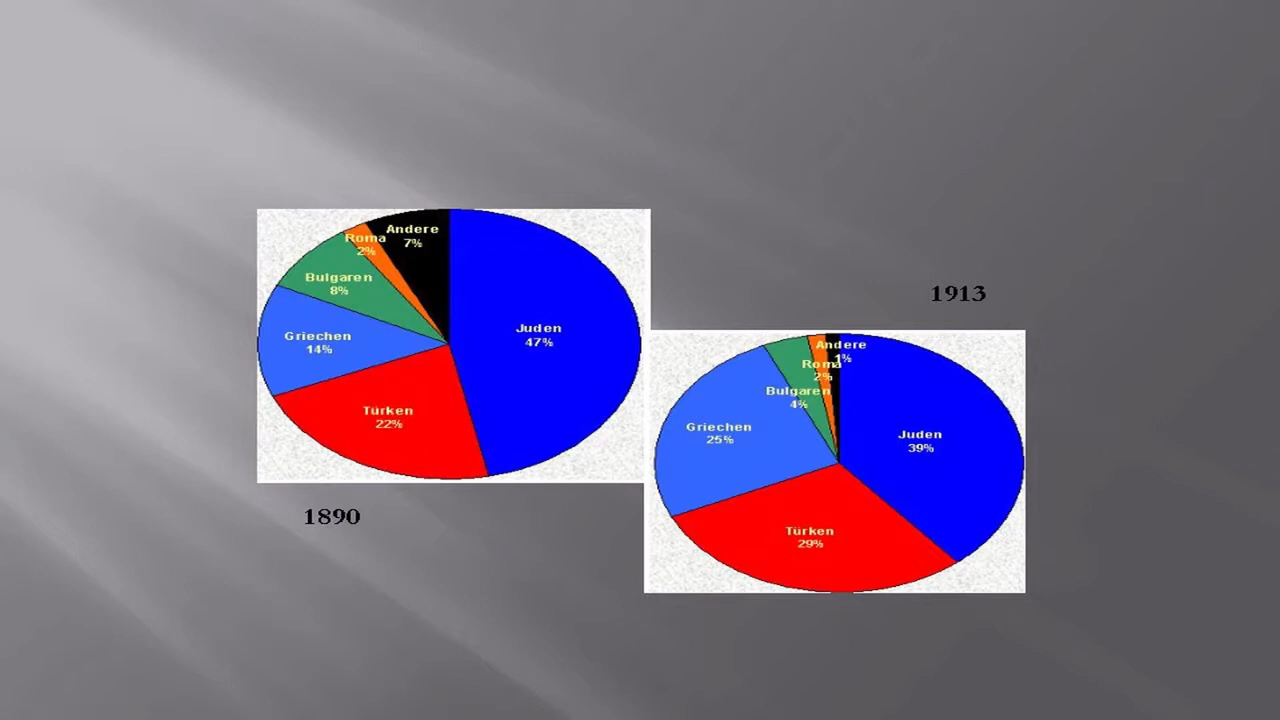 Andere
7%
Roma
2%
Bulgaren
8%
Griechen
14%
Türken
22%
Juden
47%
1890
1913
Andere
1%
Roma
2%
Bulgaren
4%
Griechen
25%
Türken
29%
Juden
39%